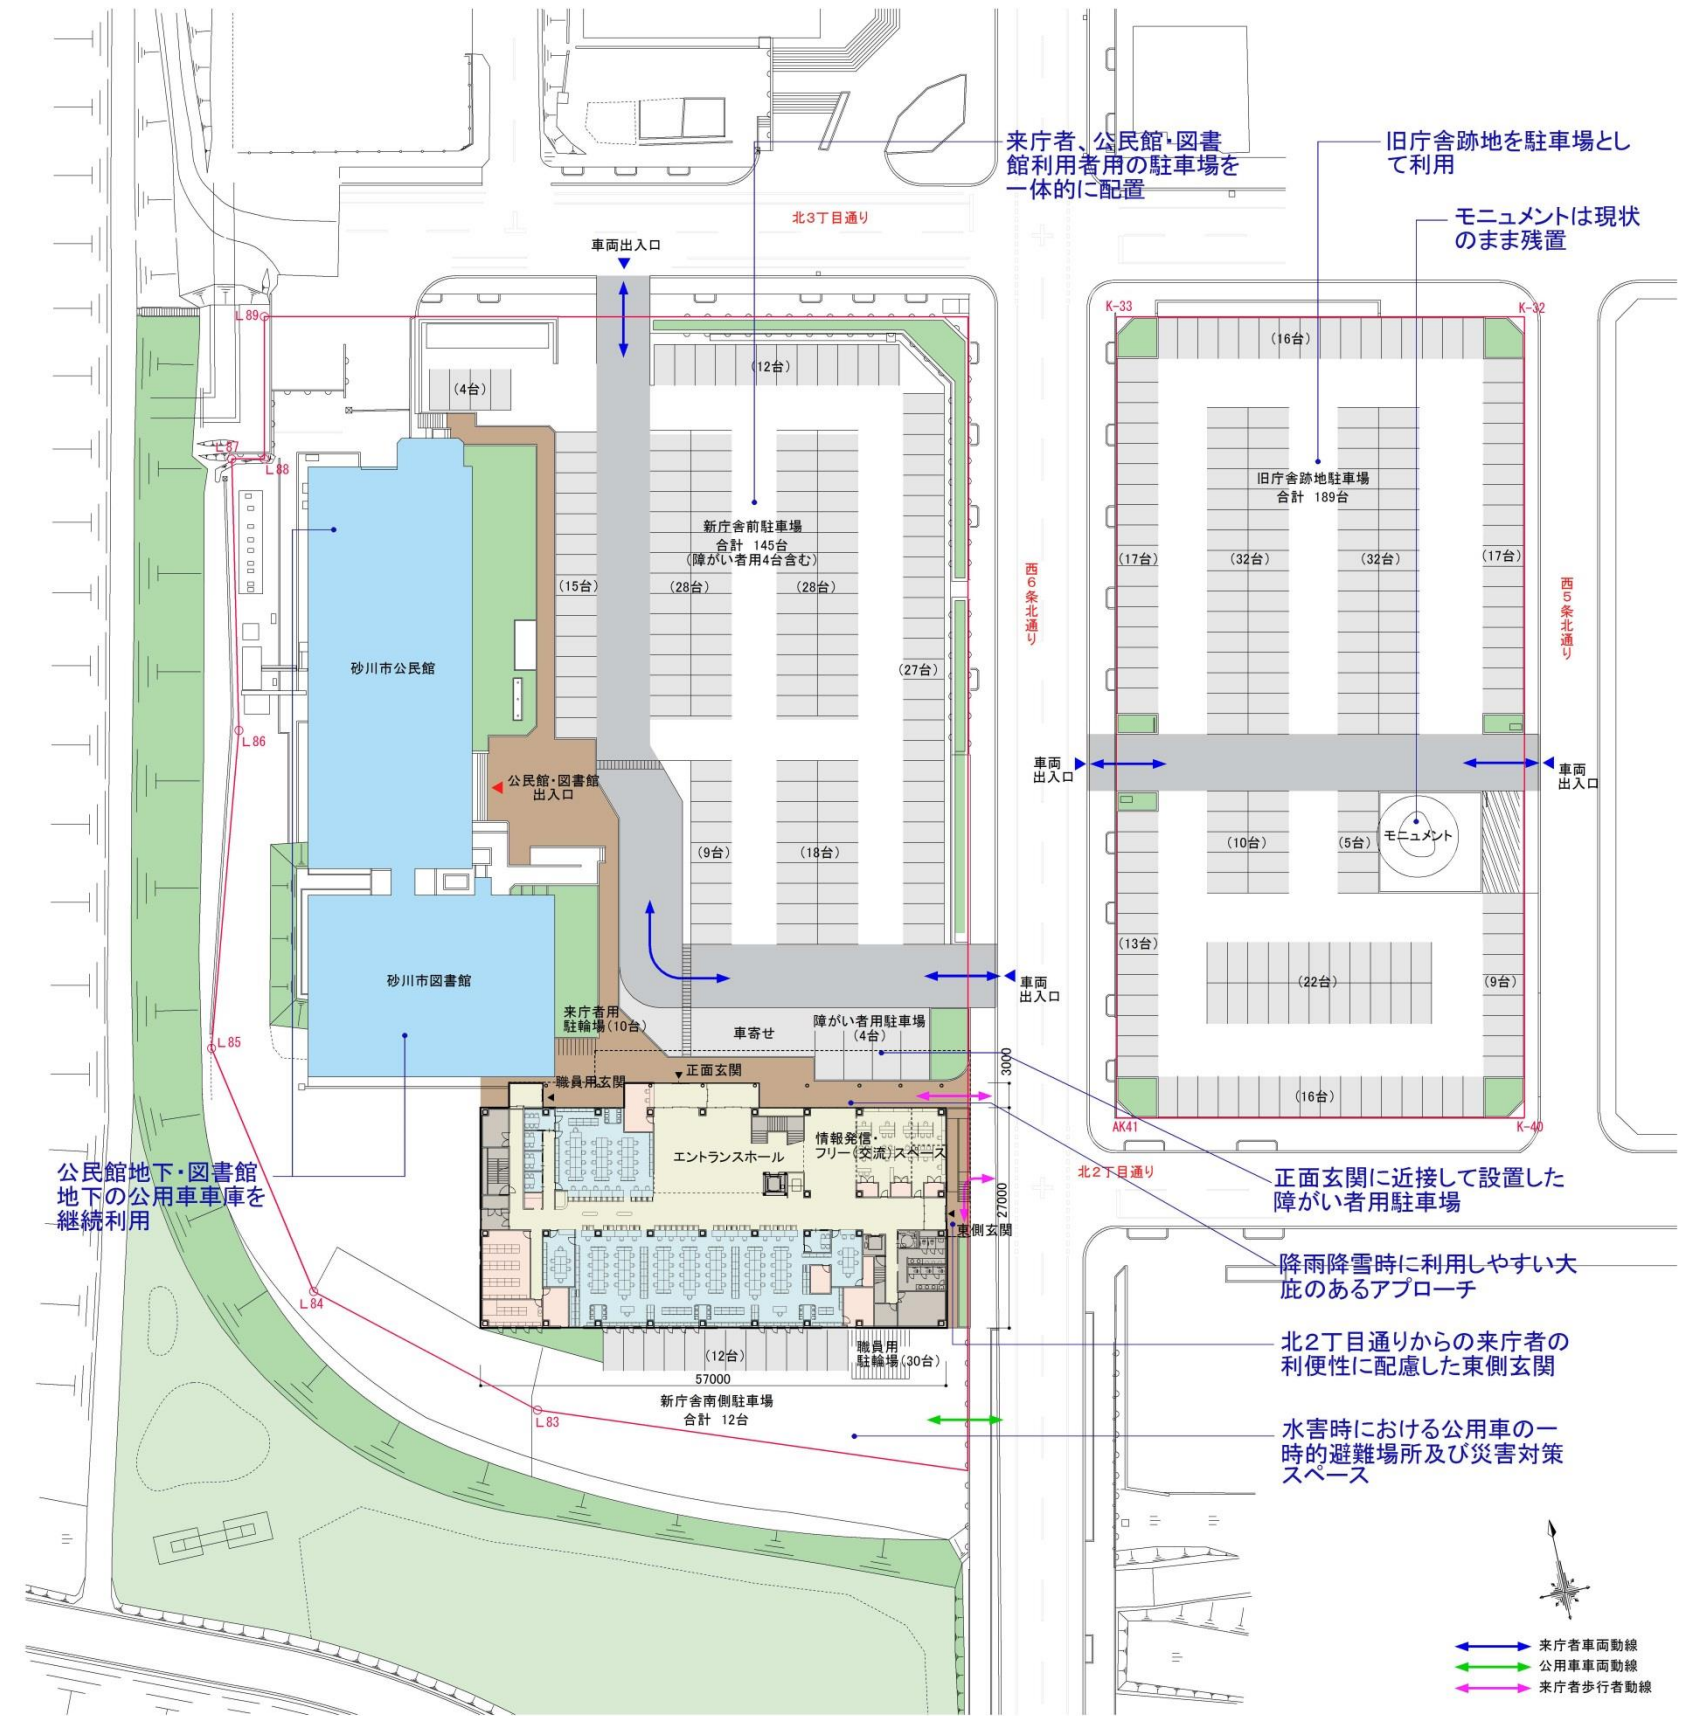 来庁者、公民館・図書
館利用者用の駐車場を
一体的に配置
旧庁舎跡地を駐車場とし
て利用
モニュメントは現状
のまま残置
北3丁目通り
車両出入口
L89
K-33
K-32
(16台)
(12台)
(4台)
L87
L88
旧庁舎跡地駐車場
合計 189台
新庁舎前駐車場
合計 145台
(障がい者用4台含む)
(15台)
(28台)
(28台)
(27台)
西6条北通り
(17台)
(32台)
(32台)
(17台)
西5条北通り
砂川市公民館
L86
公民館・図書館
出入口
車両
出入口
車両
出入口
(9台)
(18台)
(10台)
(5台)
モニュメント
(13台)
(22台)
(9台)
砂川市図書館
車両
出入口
来庁者用
駐輪場(10台)
車寄せ
障がい者用駐車場
(4台)
L85
3000
正面玄関
職員用玄関
(16台)
AK41
K-40
エントランスホール
情報発信・
フリー(交流)スペース
北2丁目通り
公民館地下・図書館
地下の公用車車庫を
継続利用
正面玄関に近接して設置した
障がい者用駐車場
27000
東側玄関
降雨降雪時に利用しやすい大
庇のあるアプローチ
L84
北2丁目通りからの来庁者の
利便性に配慮した東側玄関
(12台)
職員用
駐輪場(30台)
57000
新庁舎南側駐車場
合計 12台
L83
水害時における公用車の一
時的避難場所及び災害対策
スペース
来庁者車両動線
公用車車両動線
来庁者歩行者動線